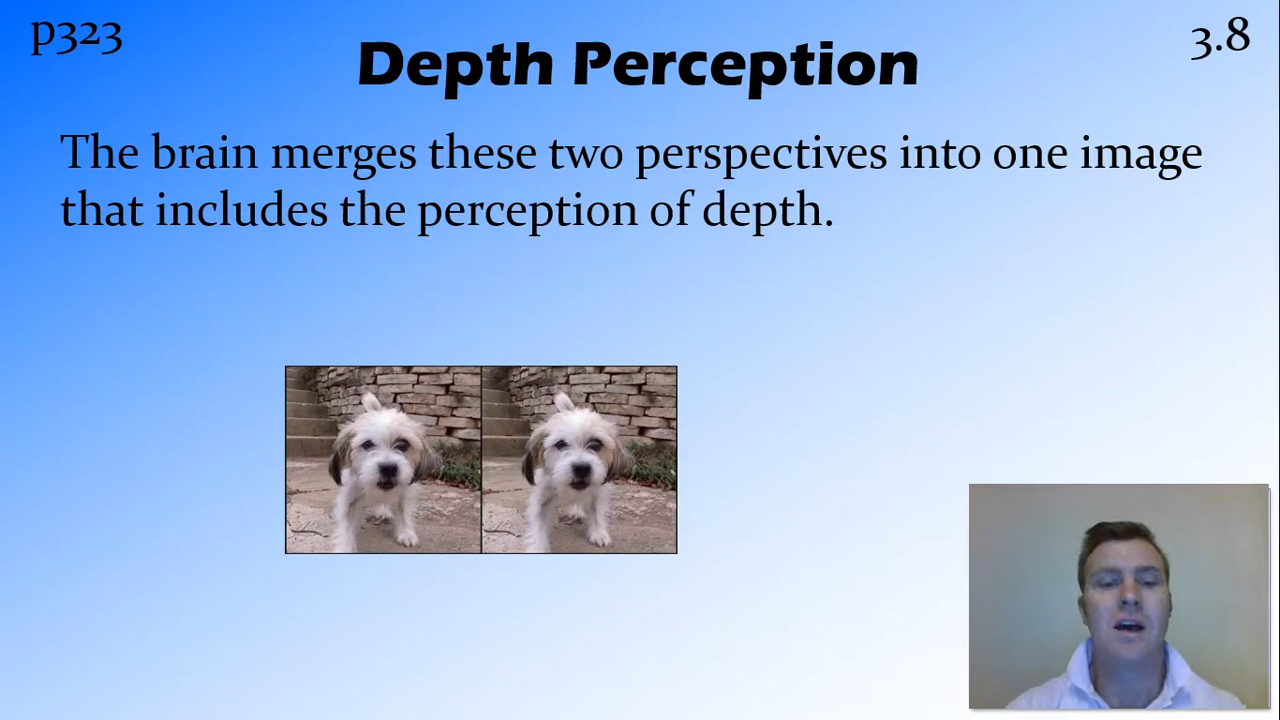 p323
3.8
Depth Perception
The brain merges these two perspectives into one image
that includes the perception of depth.